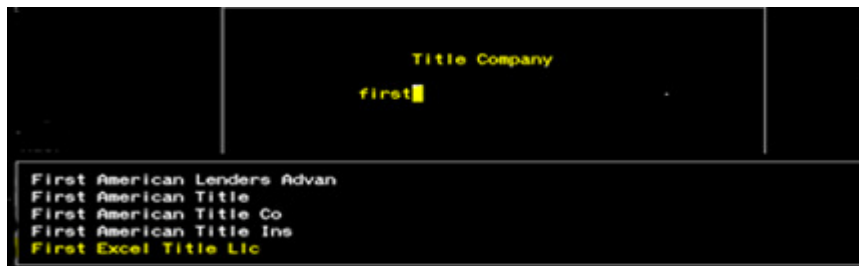 Title Company
first
First American Lenders Advan
First American Title
First American Title Co
First American Title Ins
First Excel Title Llc